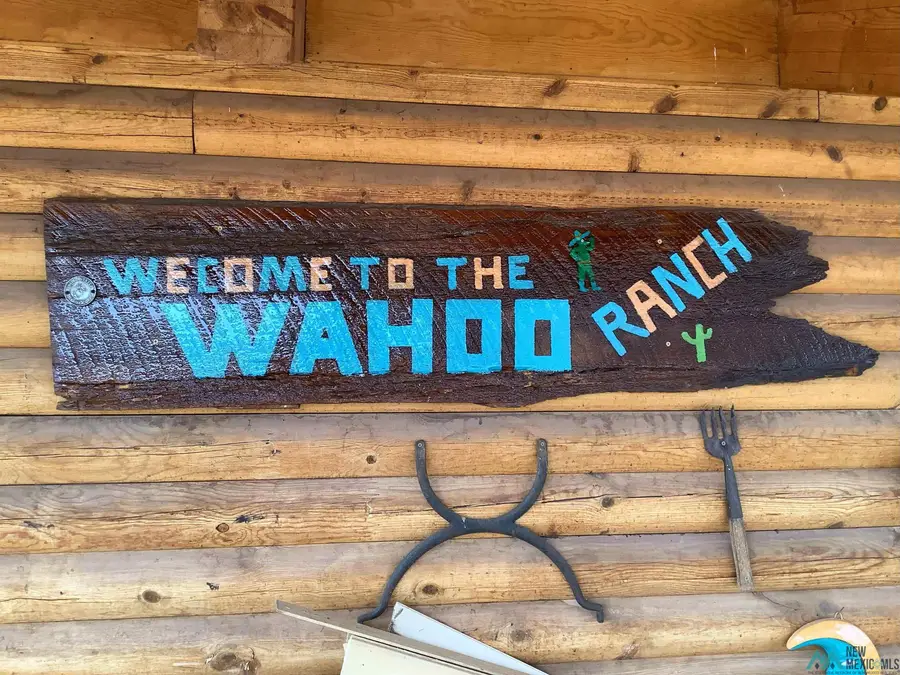 WELCOME TO THE
WAHOO
RANCH
NEW
MEXICO MLS